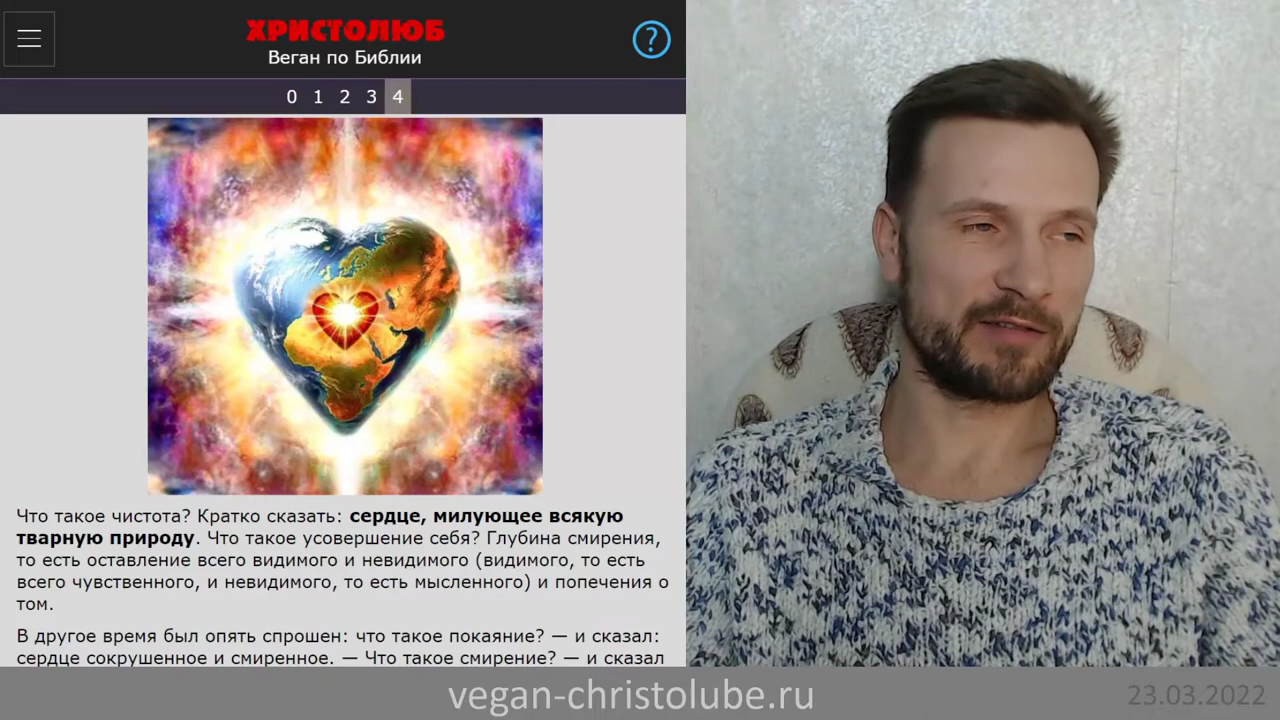 ХРИСТОЛЮБ
Веган по Библии
?
0 1 2 3 4
Что такое чистота? Кратко сказать: сердце, милующее всякую
тварную природу. Что такое усовершение себя? Глубина смирения,
то есть оставление всего видимого и невидимого (видимого, то есть
всего чувственного, и невидимого, то есть мысленного) и попечения о
том.
В другое время был опять спрошен: что такое покаяние? — и сказал:
сердце сокрушенное и смиренное. — Что такое смирение? — и сказал
vegan-christolube.ru
23.03.2022